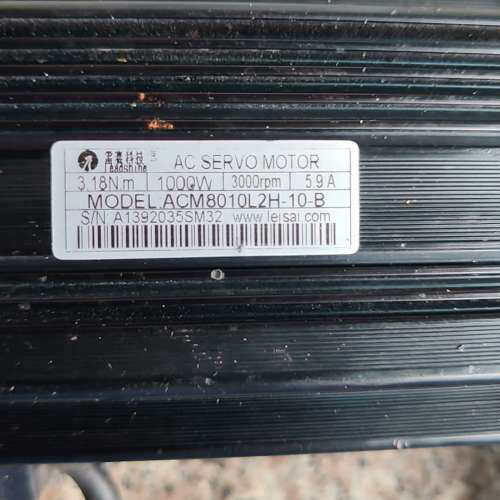 AC SERVO MOTOR
Leadshine
3.18N.m 1000W 3000rpm 5.9A
MODEL:ACM8010L2H-10-B
S/N:A1392035SM32 www.leisai.com